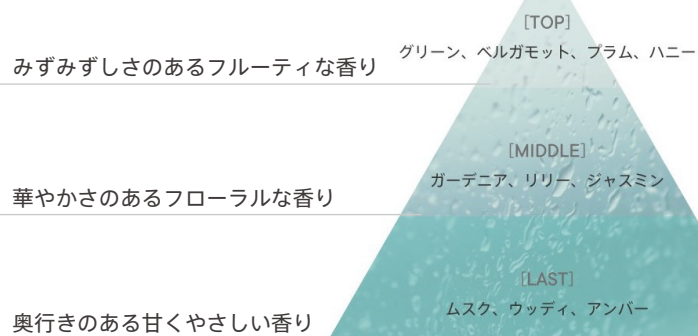 [TOP]
グリーン、ベルガモット、プラム、ハニー
みずみずしさのあるフルーティな香り
[MIDDLE]
ガーデニア、リリー、ジャスミン
華やかさのあるフローラルな香り
[LAST]
ムスク、ウッディ、アンバー
奥行きのある甘くやさしい香り